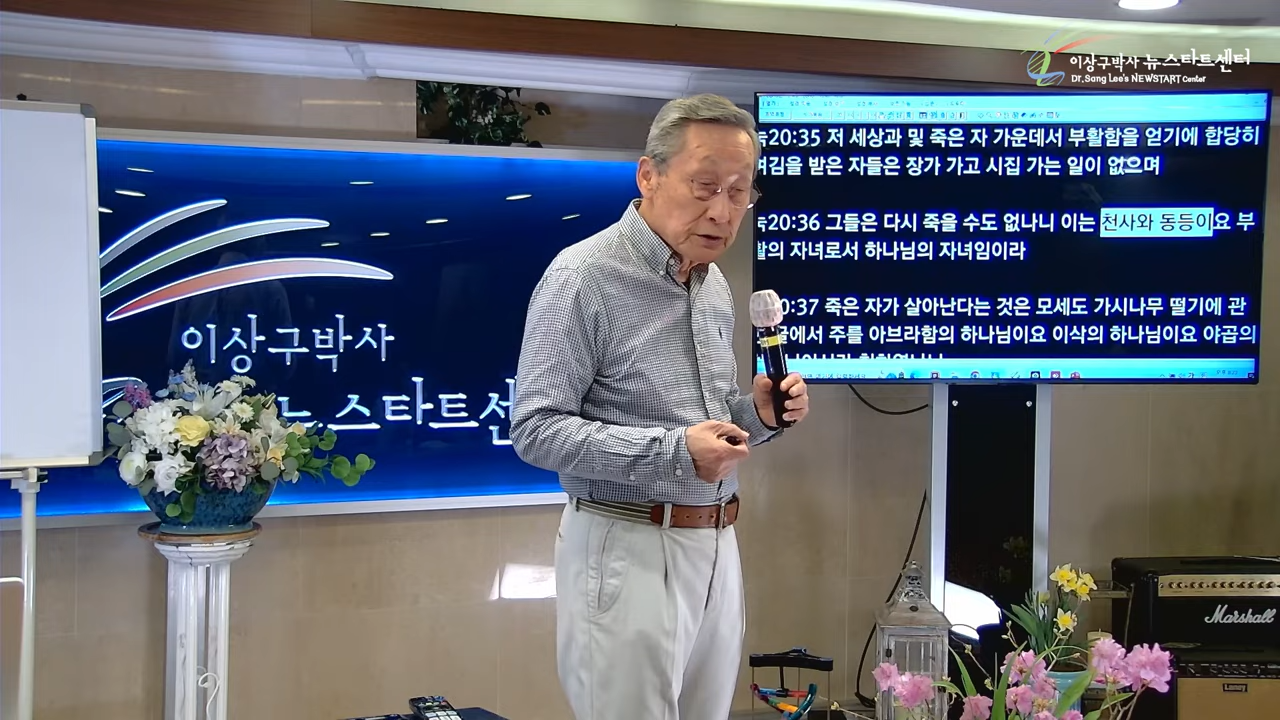 이상구박사 뉴스타트센터
Dr. Sang Lee's NEWSTART Center
20:35 저 세상과 및 죽은 자 가운데서 부활함을 얻기에 합당히
여김을 받은 자들은 장가 가고 시집 가는 일이 없으며
20:36 그들은 다시 죽을 수도 없나니 이는 천사와 동등이요 부
활의 자녀로서 하나님의 자녀임이라
:37 죽은 자가 살아난다는 것은 모세도 가시나무 떨기에 관
글에서 주를 아브라함의 하나님이요 이삭의 하나님이요 야곱의
이상구박사
뉴스타트센
Marshall
Laney